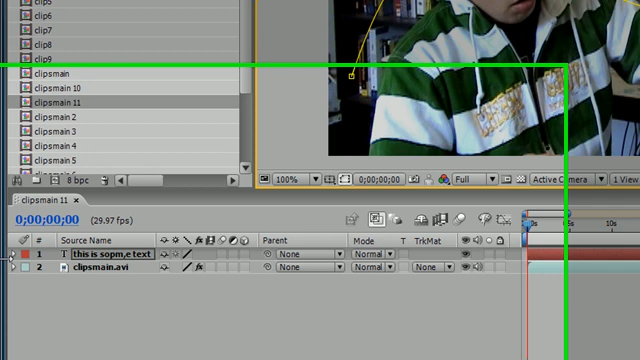 clip5
clip6
clip7
clip8
clip9
clipsmain
clipsmain 10
clipsmain 11
clipsmain 2
clipsmain 3
clipsmain 4
clipsmain 5
8 bpc
100%
0;00;00;00
Full
Active Camera
1 View
clipsmain 11
0;00;00;00
(29.97 fps)
0s
10s
#
Source Name
Parent
Mode
T
TrkMat
1
T
this is sopm,e text
None
Normal
2
clipsmain.avi
fx
None
Normal
None